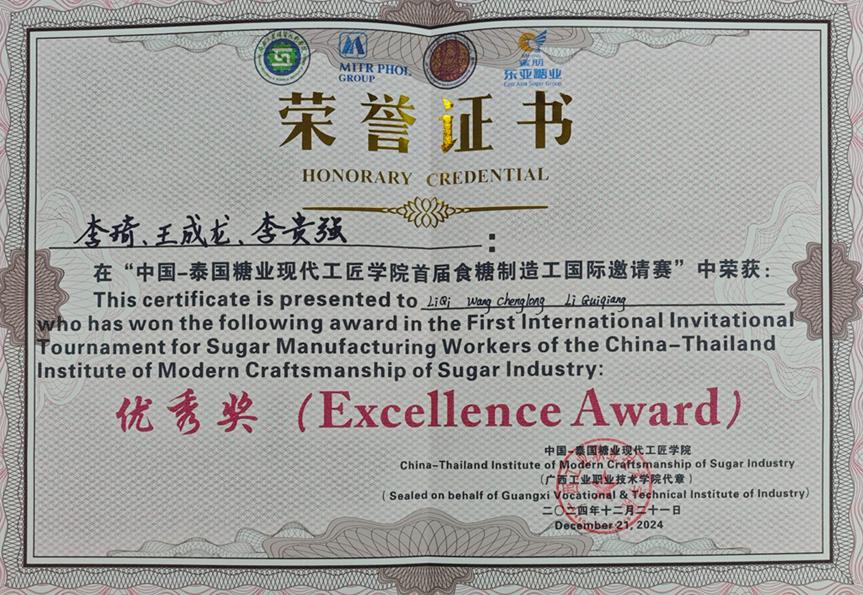 MITR PHOL
GROUP
东亚糖业
East Asia Sugar Group
荣誉证书
HONORARY CREDENTIAL
李琦、王成龙、李贵强：
在“中国-泰国糖业现代工匠学院首届食糖制造工国际邀请赛”中荣获：
This certificate is presented to LiQi Wang Chenglong Li Guiqiang
who has won the following award in the First International Invitational
Tournament for Sugar Manufacturing Workers of the China-Thailand
Institute of Modern Craftsmanship of Sugar Industry:
优秀奖（Excellence Award）
中国-泰国糖业现代工匠学院
China-Thailand Institute of Modern Craftsmanship of Sugar Industry
（广西工业职业技术学院代章）
( Sealed on behalf of Guangxi Vocational & Technical Institute of Industry)
二〇二四年十二月二十一日
December 21, 2024